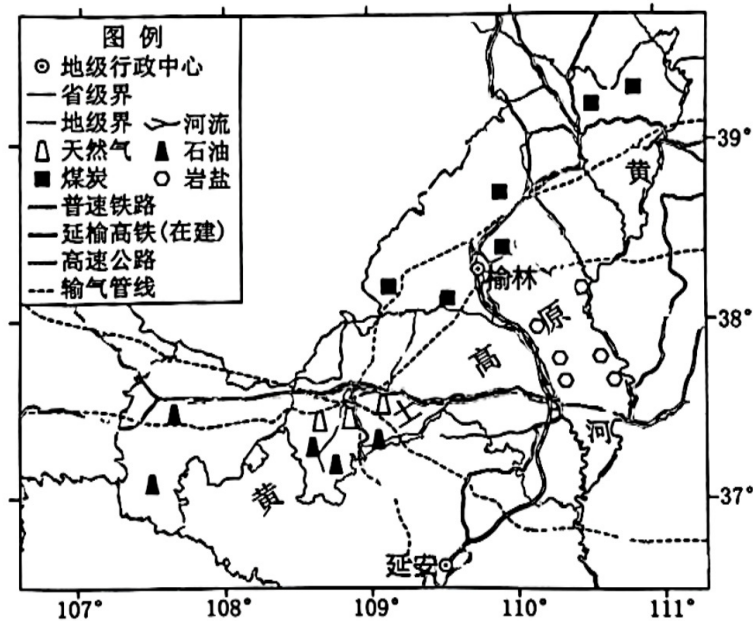 图例
地级行政中心
省级界
地级界 河流
天然气 石油
煤炭 岩盐
普速铁路
延榆高铁(在建)
高速公路
输气管线
39°
黄
榆林
原
38°
高
土
河
黄
37°
延安
107° 108° 109° 110° 111°